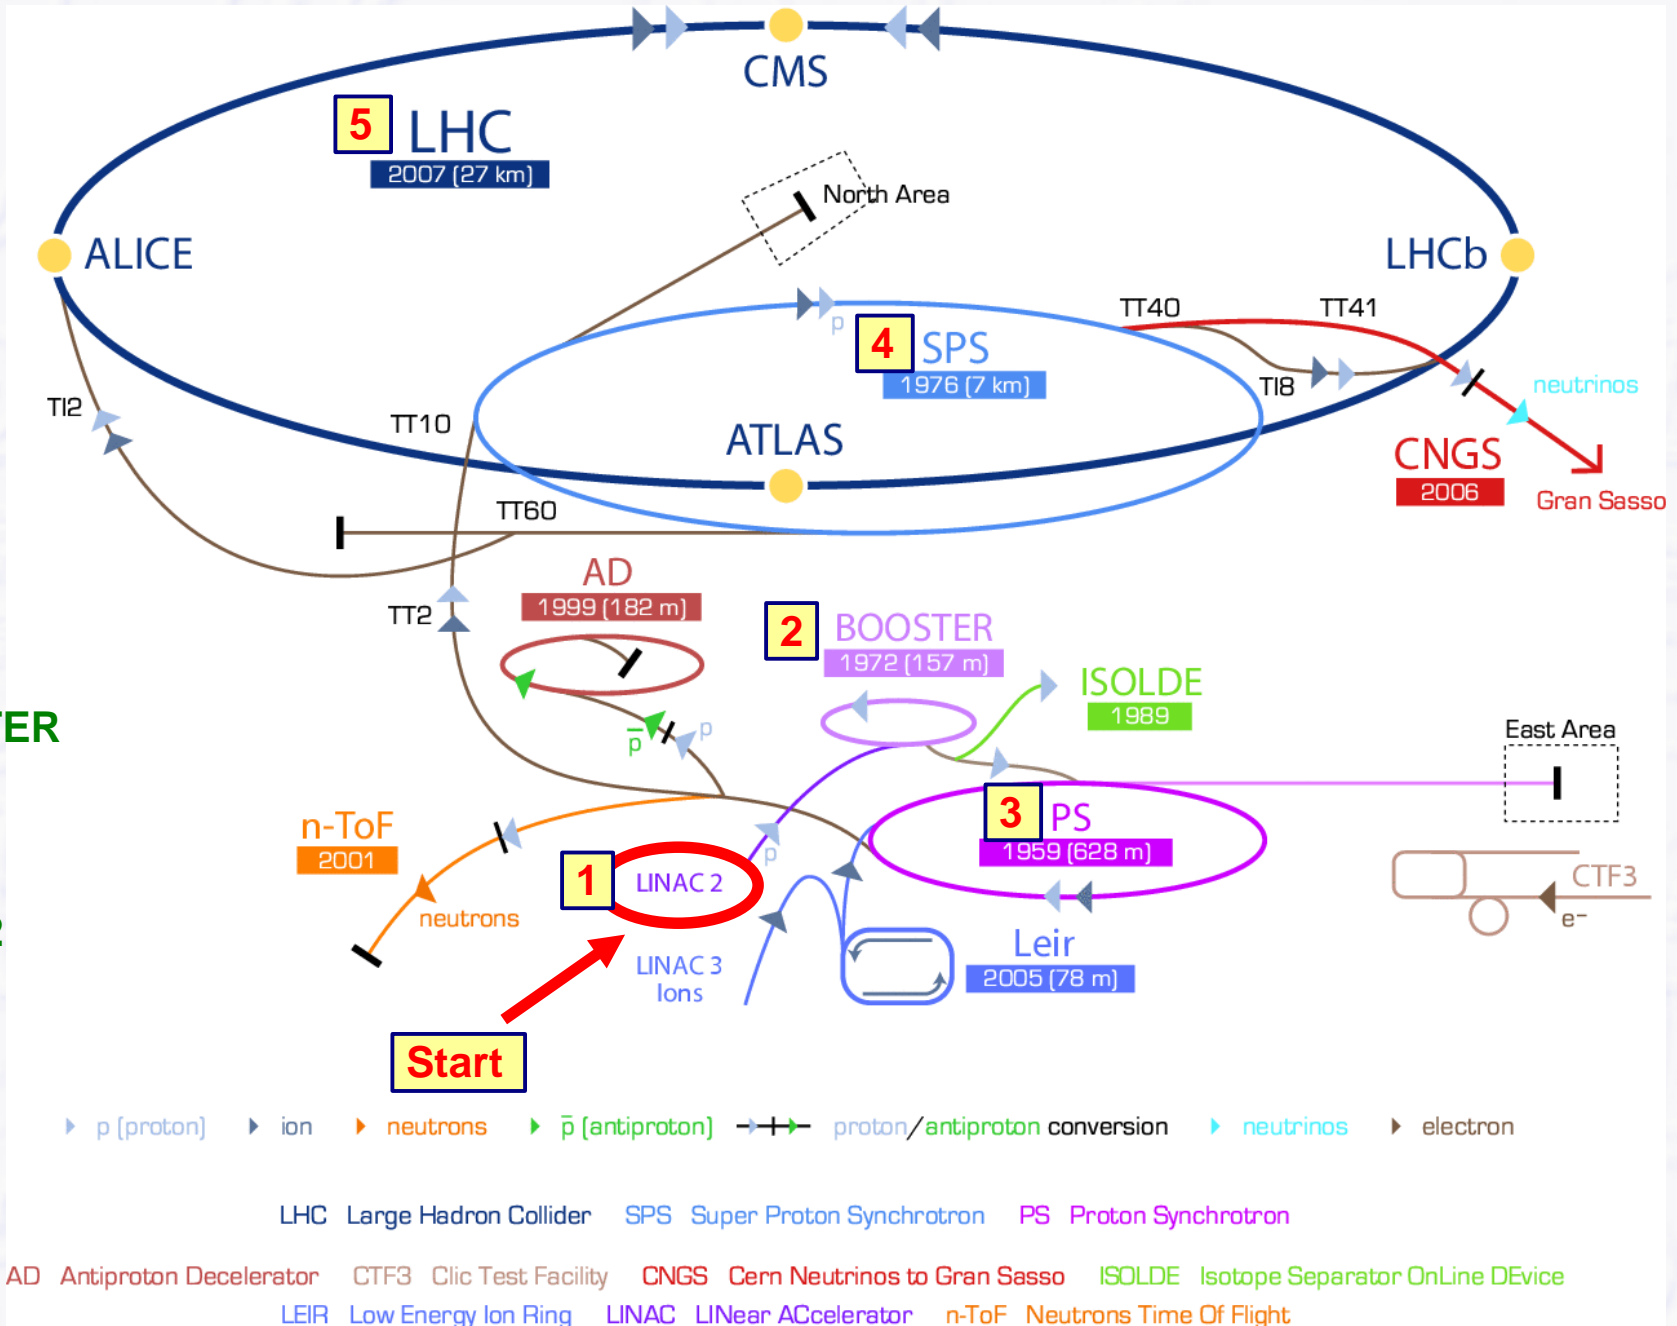 CMS
5 LHC
2007 (27 km)
North Area
ALICE
LHCb
TT40
TT41
p
4 SPS
1976 (7 km)
TI8
neutrinos
TI2
TT10
ATLAS
CNGS
2006
Gran Sasso
TT60
AD
1999 (182 m)
TT2
2 BOOSTER
1972 (157 m)
ISOLDE
1989
TER
p̅
p
East Area
n-ToF
2001
3 PS
1959 (628 m)
p
1 LINAC 2
CTF3
e−
neutrons
2
LINAC 3
Ions
Leir
2005 (78 m)
Start
p (proton) ion neutrons p̅ (antiproton) proton/antiproton conversion neutrinos electron
LHC Large Hadron Collider SPS Super Proton Synchrotron PS Proton Synchrotron
AD Antiproton Decelerator CTF3 Clic Test Facility CNGS Cern Neutrinos to Gran Sasso ISOLDE Isotope Separator OnLine DEvice
LEIR Low Energy Ion Ring LINAC LINear ACcelerator n-ToF Neutrons Time Of Flight